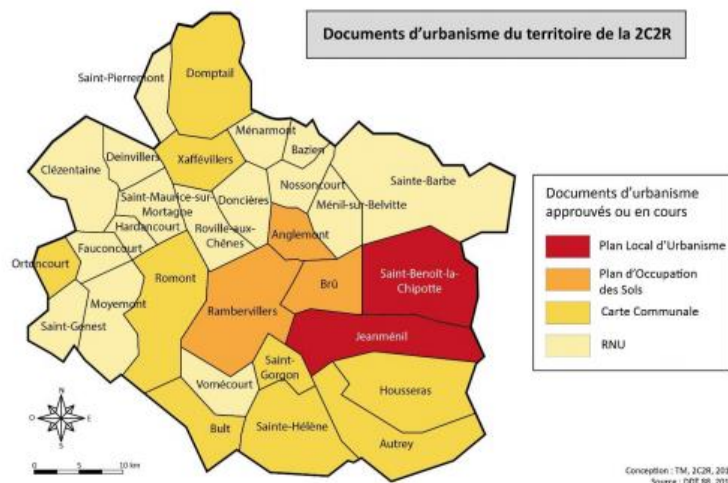 Documents d'urbanisme du territoire de la 2C2R
Saint-Pierremont
Domptail
Ménarmont
Bazien
Clézentaine
Deinvillers
Xaffévillers
Sainte-Barbe
Nossoncourt
Saint-Maurice-sur-
Mortagne
Doncières
Ménil-sur-Belvitte
Hardancourt
Roville-aux-
Chênes
Anglemont
Fauconcourt
Ortoncourt
Romont
Brû
Saint-Benoît-la-
Chipotte
Moyemont
Rambervillers
Saint-Genest
Jeanménil
Saint-
Gorgon
Vomécourt
Housseras
Bult
Sainte-Hélène
Autrey
Documents d'urbanisme
approuvés ou en cours
Plan Local d'Urbanisme
Plan d'Occupation
des Sols
Carte Communale
RNU
N
O
E
S
0
5
10 km
Conception : TM, 2C2R,
Source : DDT 88,